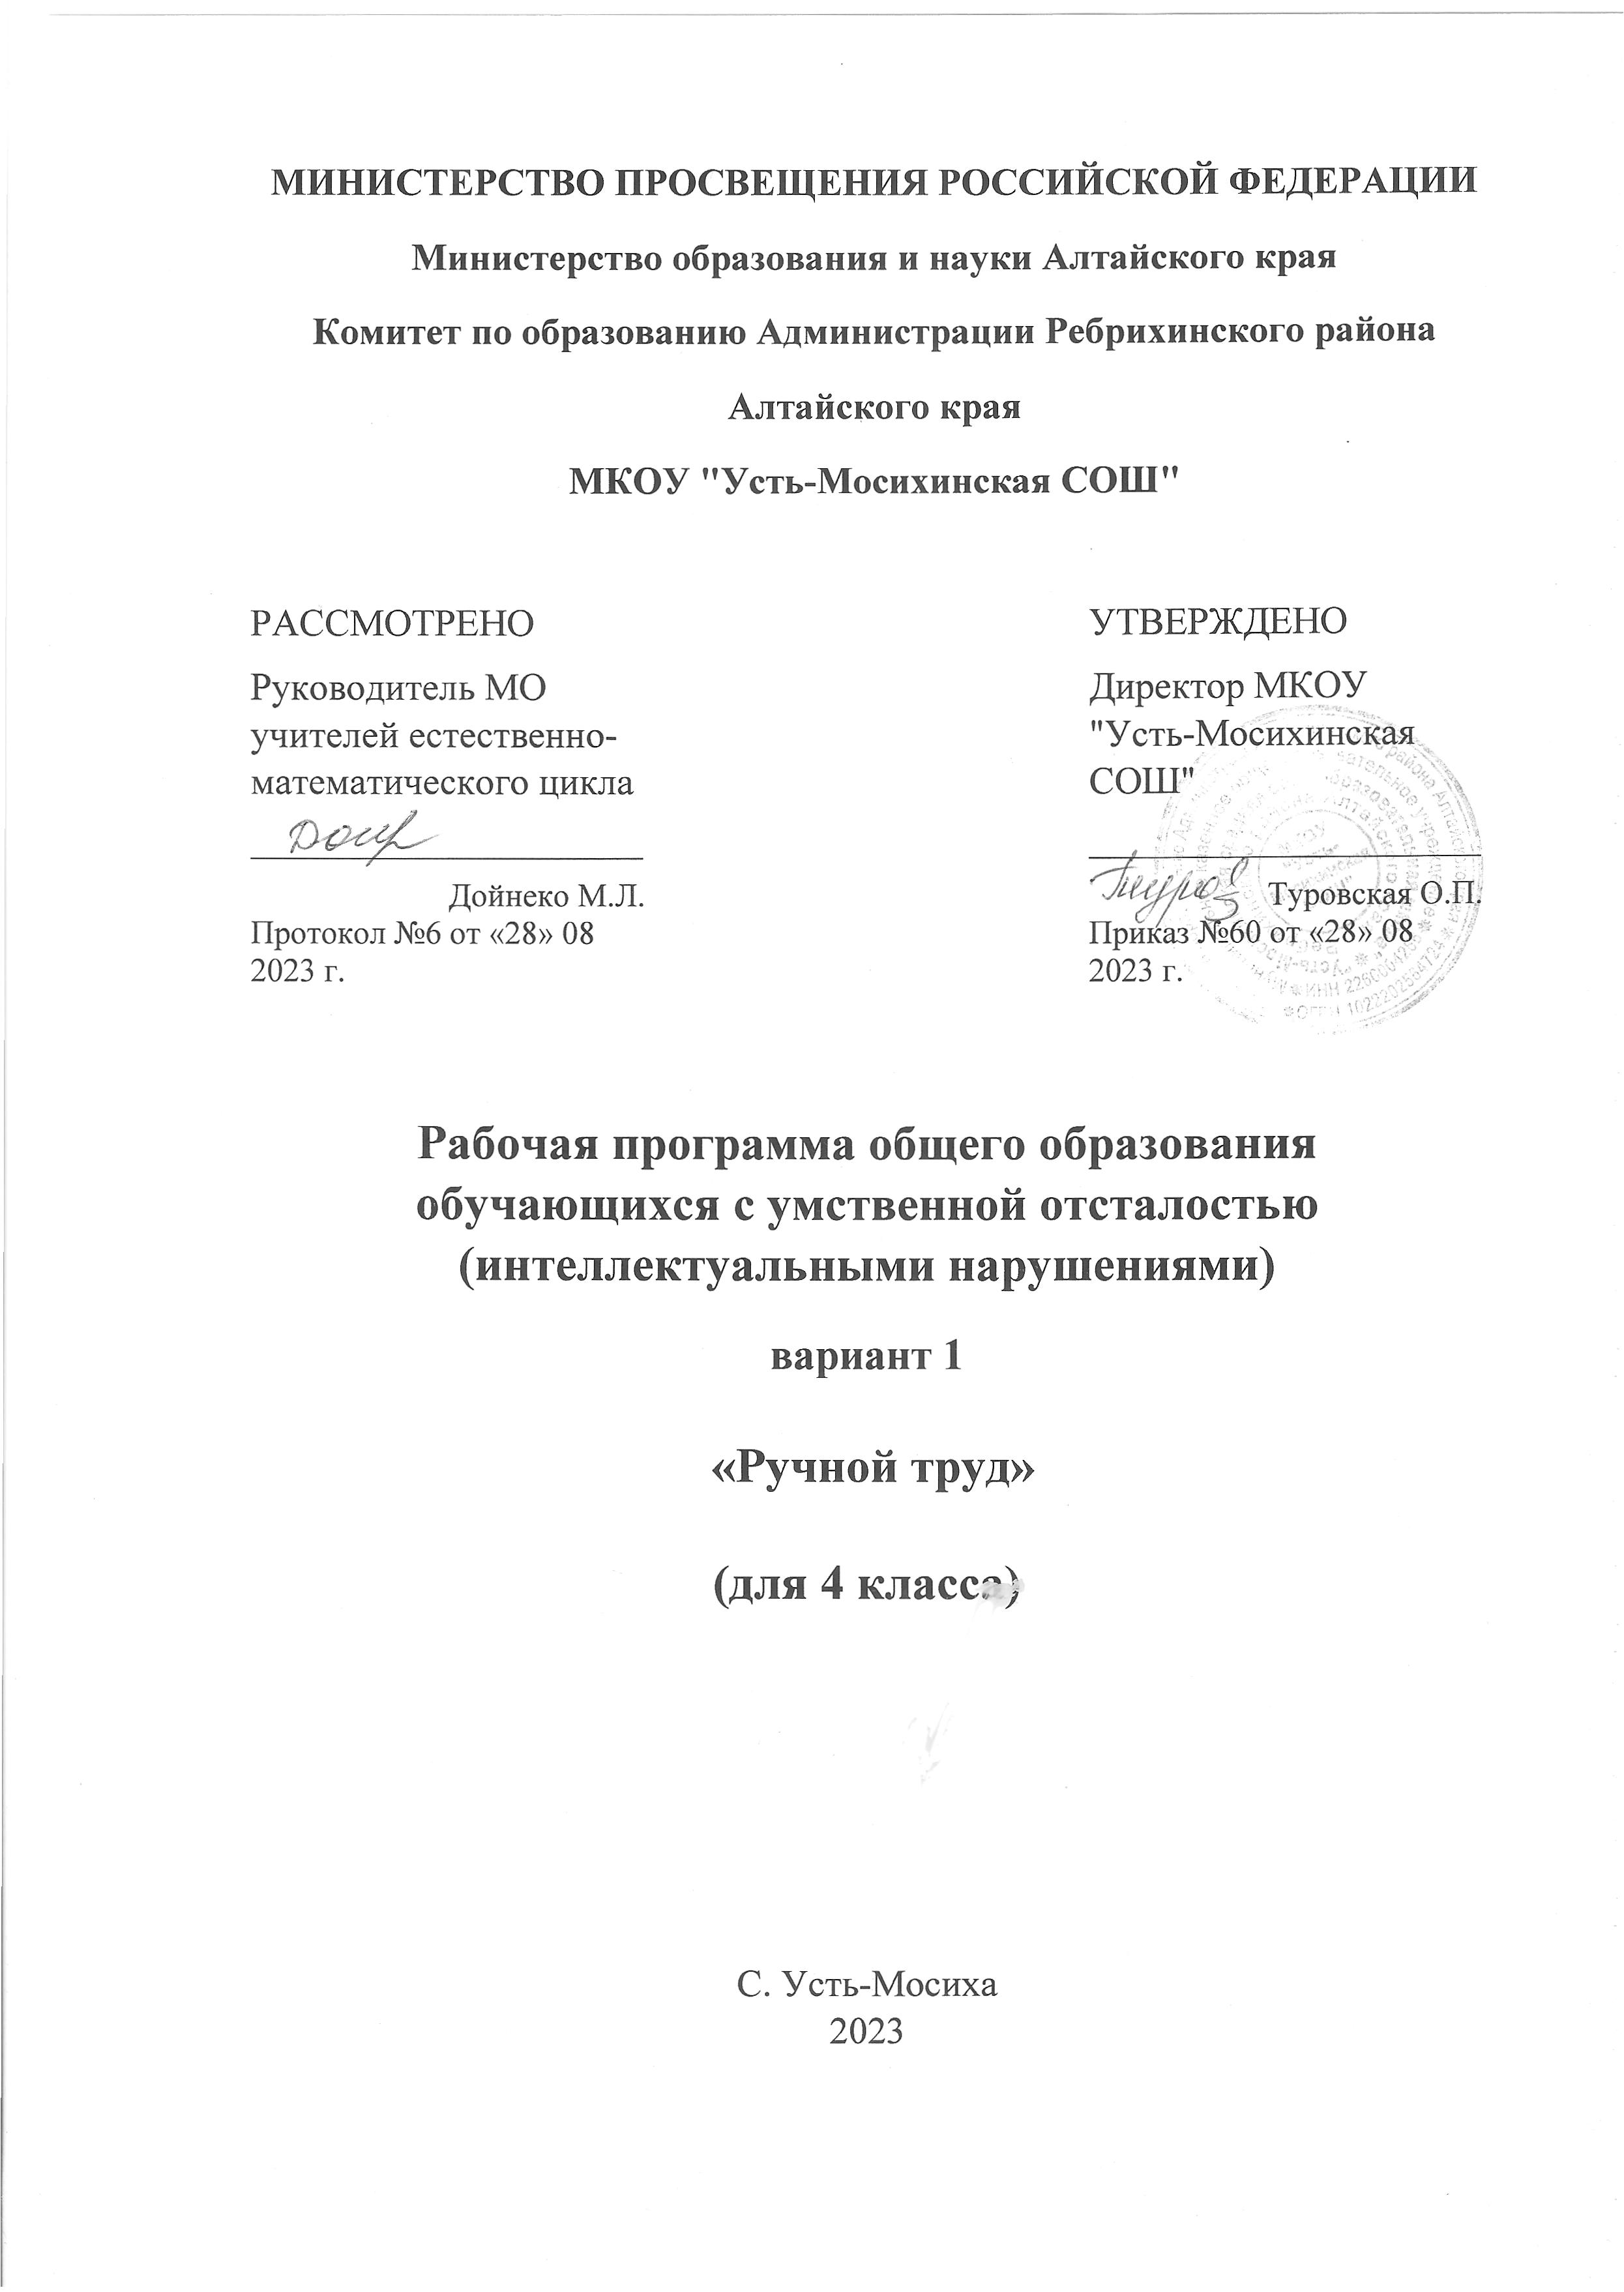 МИНИСТЕРСТВО ПРОСВЕЩЕНИЯ РОССИЙСКОЙ ФЕДЕРАЦИИ
Министерство образования и науки Алтайского края
Комитет по образованию Администрации Ребрихинского района
Алтайского края
МКОУ "Усть-Мосихинская СОШ"
РАССМОТРЕНО
Руководитель МО
учителей естественно-
математического цикла
Дойнеко М.Л.
Протокол №6 от «28» 08
2023 г.
УТВЕРЖДЕНО
Директор МКОУ
"Усть-Мосихинская
СОШ"
Туровская О.П.
Приказ №60 от «28» 08
2023 г.
Рабочая программа общего образования
обучающихся с умственной отсталостью
(интеллектуальными нарушениями)
вариант 1
«Ручной труд»
(для 4 класса)
С. Усть-Мосиха
2023